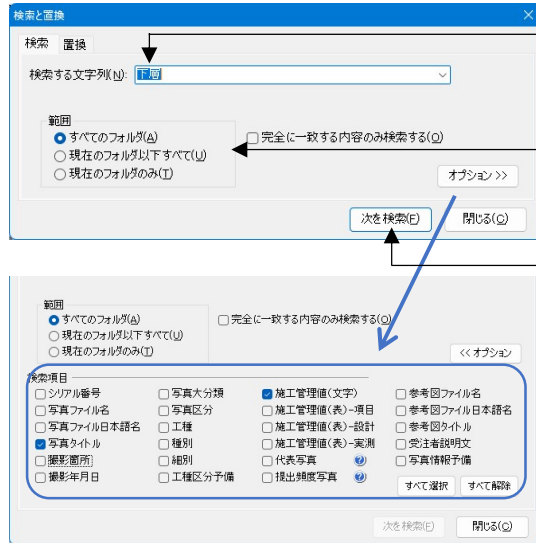 検索と置換
検索 置換
検索する文字列(N): 下層
範囲
すべてのフォルダ(A)
現在のフォルダ以下すべて(U)
現在のフォルダのみ(T)
完全に一致する内容のみ検索する(O)
オプション >>
次を検索(F) 閉じる(C)
範囲
すべてのフォルダ(A)
現在のフォルダ以下すべて(U)
現在のフォルダのみ(T)
完全に一致する内容のみ検索する(O)
<< オプション
検索項目
シリアル番号 写真大分類 施工管理値(文字) 参考図ファイル名
写真ファイル名 写真区分 施工管理値(表)-項目 参考図ファイル日本語名
写真ファイル日本語名 工種 施工管理値(表)-設計 参考図タイトル
写真タイトル 種別 施工管理値(表)-実測 受注者説明文
撮影箇所 細別 代表写真 ? 写真情報予備
撮影年月日 工種区分予備 提出頻度写真 ? すべて選択 すべて解除
次を検索(F) 閉じる(C)